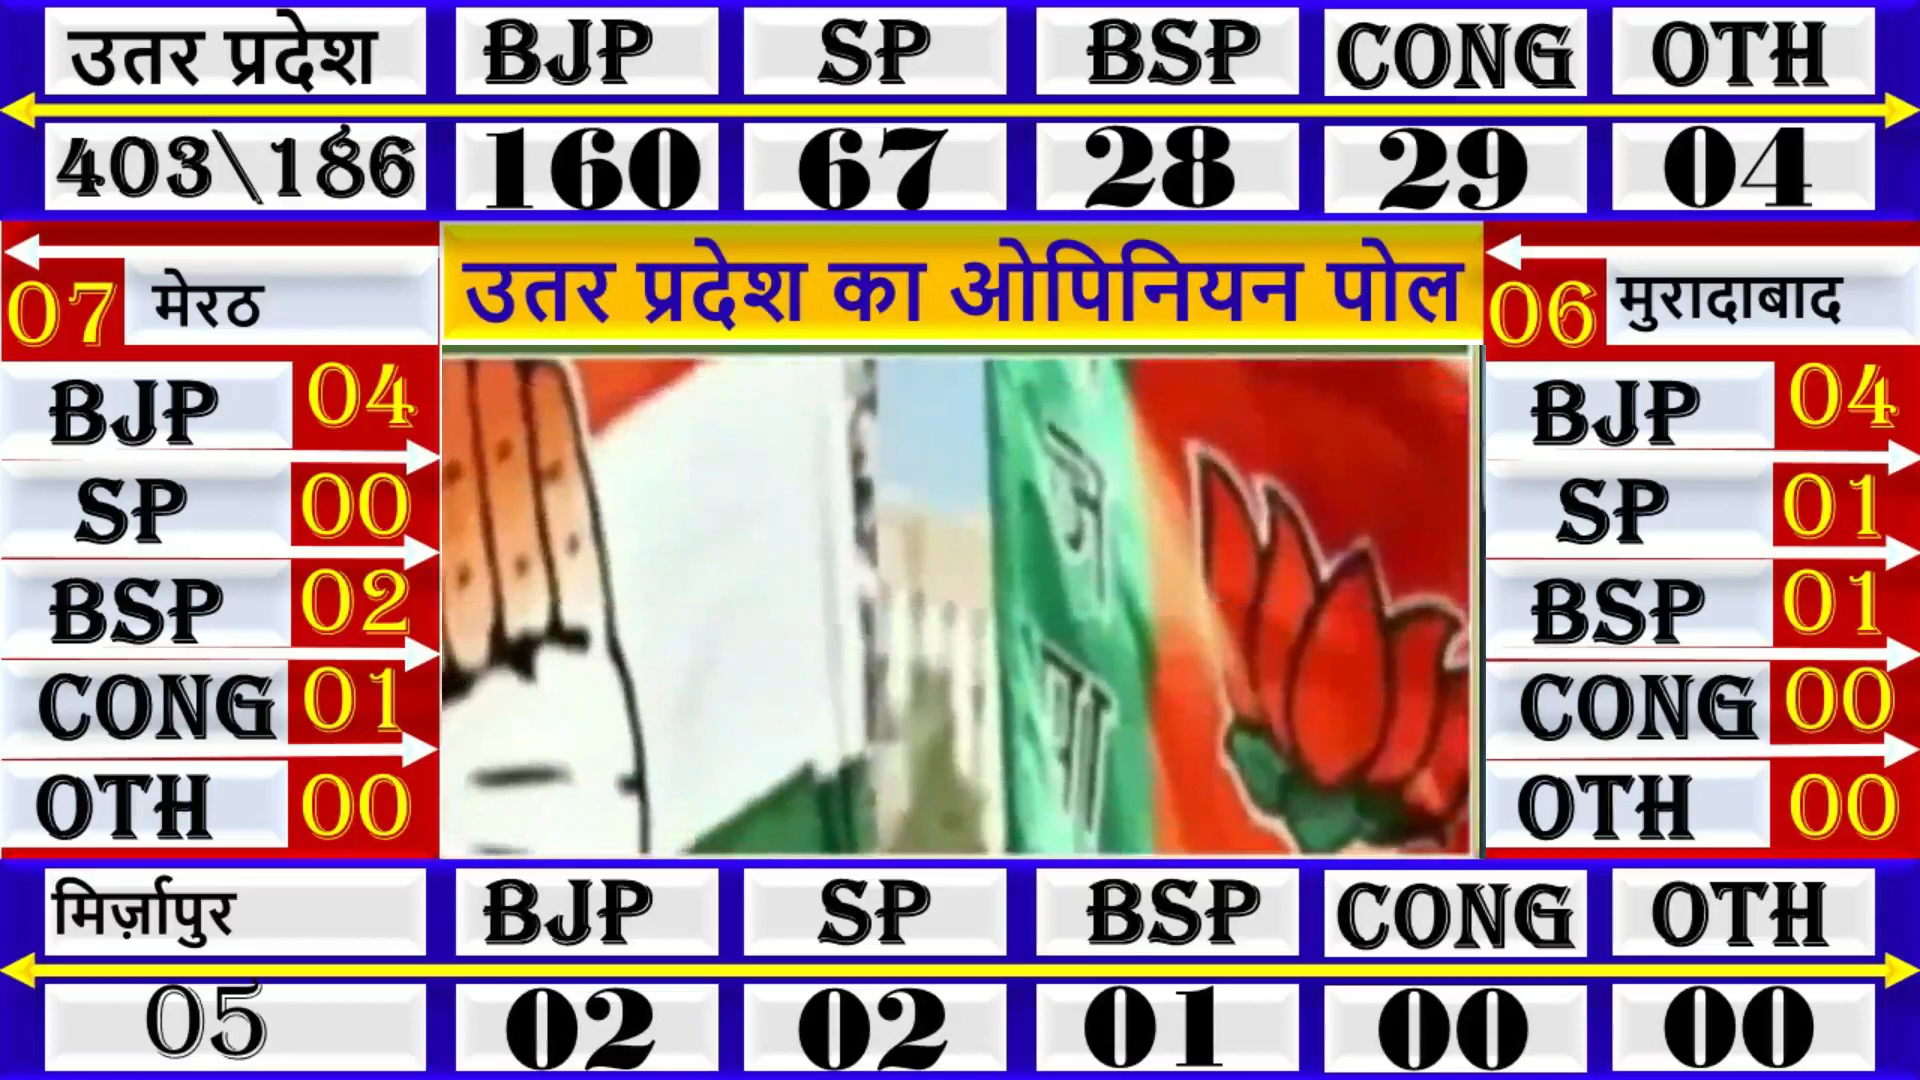 उतर प्रदेश BJP SP BSP CONG OTH
403\186 160 67 28 29 04
07 मेरठ
BJP 04
SP 00
BSP 02
CONG 01
OTH 00
उतर प्रदेश का ओपिनियन पोल
06 मुरादाबाद
BJP 04
SP 01
BSP 01
CONG 00
OTH 00
मिर्ज़ापुर BJP SP BSP CONG OTH
05 02 02 01 00 00